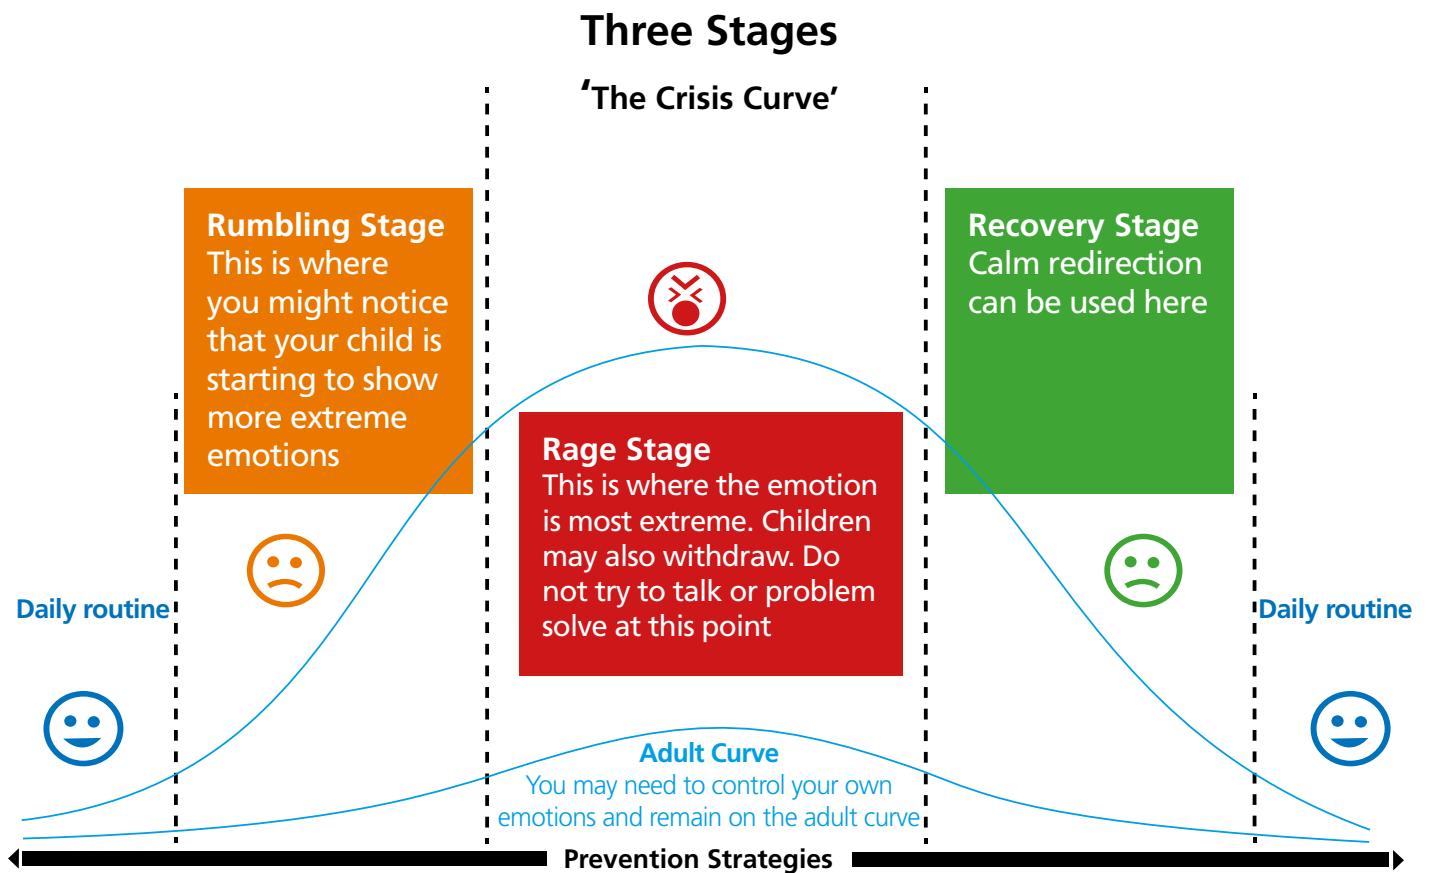 Three Stages
‘The Crisis Curve’
Rumbling Stage
This is where
you might notice
that your child is
starting to show
more extreme
emotions
Recovery Stage
Calm redirection
can be used here
Rage Stage
This is where the emotion
is most extreme. Children
may also withdraw. Do
not try to talk or problem
solve at this point
Daily routine
Daily routine
Adult Curve
You may need to control your own
emotions and remain on the adult curve
Prevention Strategies